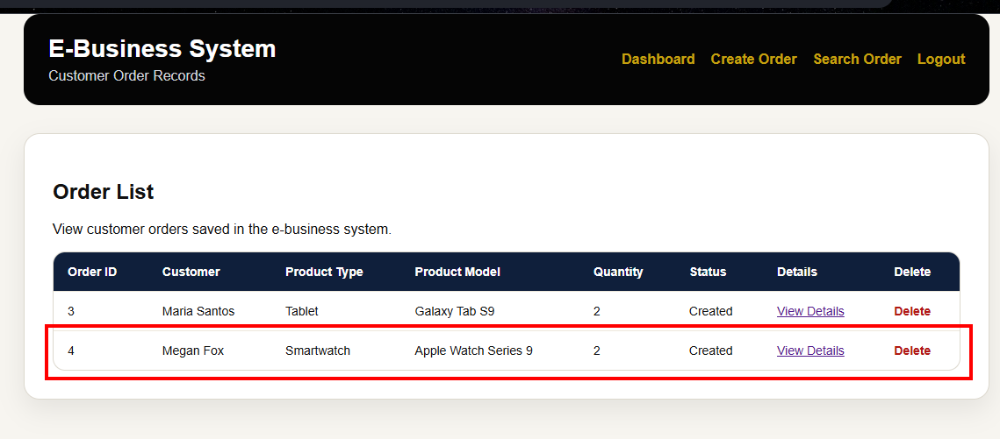 E-Business System
Customer Order Records
Dashboard Create Order Search Order Logout
Order List
View customer orders saved in the e-business system.
Order ID Customer Product Type Product Model Quantity Status Details Delete
3 Maria Santos Tablet Galaxy Tab S9 2 Created View Details Delete
4 Megan Fox Smartwatch Apple Watch Series 9 2 Created View Details Delete